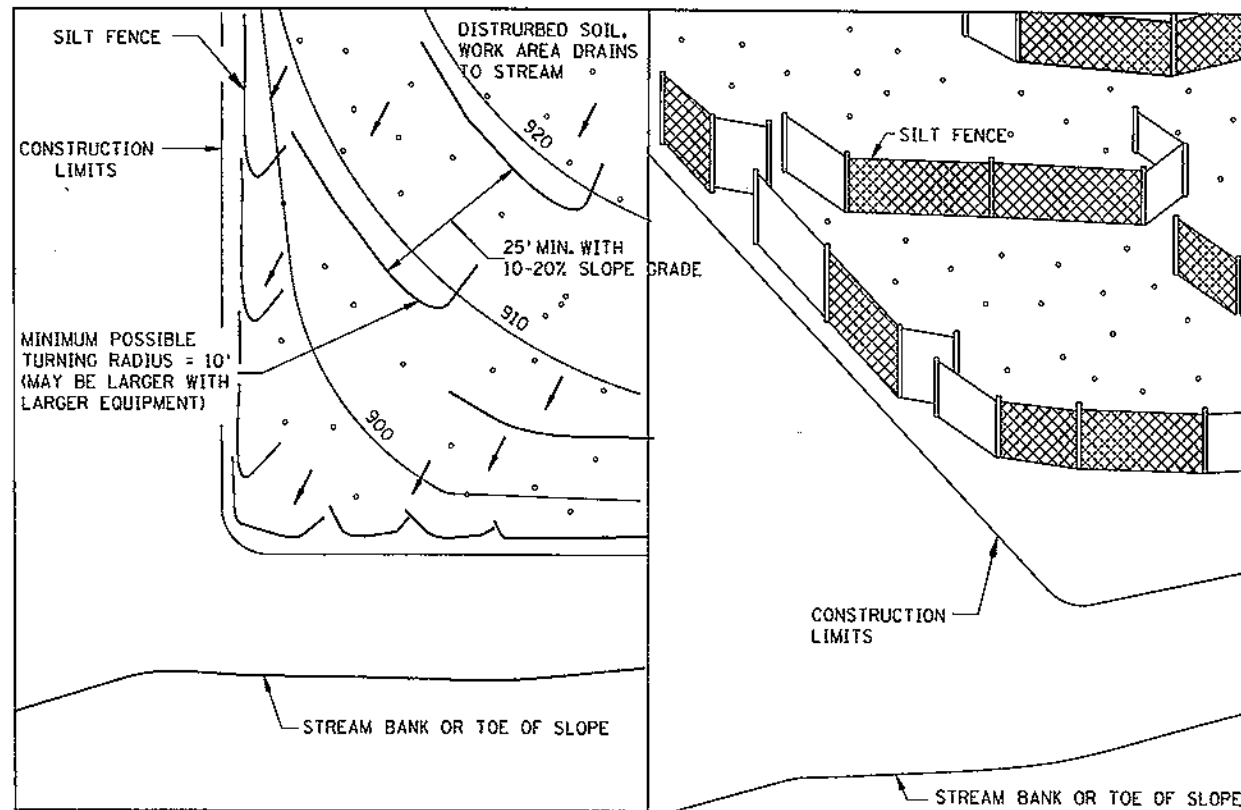 SILT FENCE
DISTRURBED SOIL.
WORK AREA DRAINS
TO STREAM
CONSTRUCTION
LIMITS
920
25' MIN. WITH
10-20% SLOPE GRADE
910
MINIMUM POSSIBLE
TURNING RADIUS = 10'
(MAY BE LARGER WITH
LARGER EQUIPMENT)
900
STREAM BANK OR TOE OF SLOPE
SILT FENCE
CONSTRUCTION
LIMITS
STREAM BANK OR TOE OF SLOPE